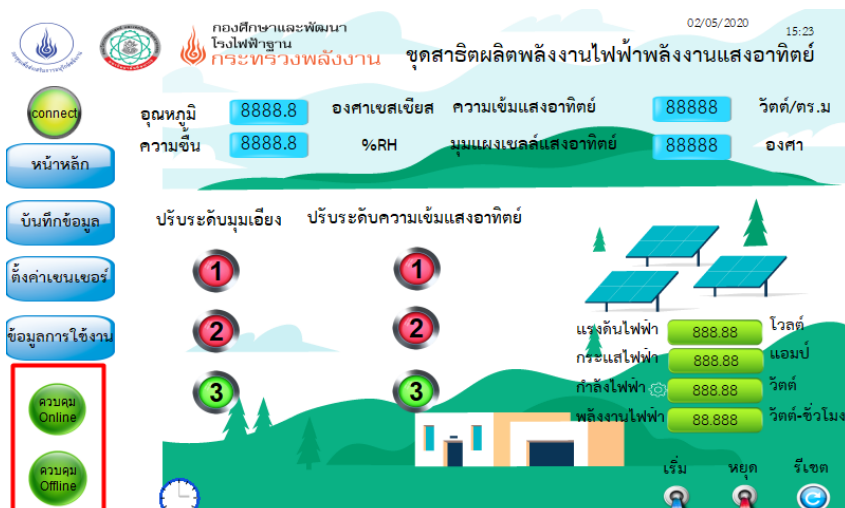 กองศึกษาและพัฒนา
โรงไฟฟ้าฐาน
กระทรวงพลังงาน
ชุดสาธิตผลิตพลังงานไฟฟ้าพลังงานแสงอาทิตย์
02/05/2020
15:23
connect
อุณหภูมิ 8888.8 องศาเซสเซียส ความเข้มแสงอาทิตย์ 88888 วัตต์/ตร.ม
ความชื้น 8888.8 %RH มุมแผงเซลล์แสงอาทิตย์ 88888 องศา
หน้าหลัก
บันทึกข้อมูล
ตั้งค่าเซนเซอร์
ข้อมูลการใช้งาน
ควบคุม
Online
ควบคุม
Offline
ปรับระดับมุมเอียง ปรับระดับความเข้มแสงอาทิตย์
1 1
2 2
3 3
แรงดันไฟฟ้า 888.88 โวลต์
กระแสไฟฟ้า 888.88 แอมป์
กำลังไฟฟ้า 888.88 วัตต์
พลังงานไฟฟ้า 88.888 วัตต์-ชั่วโมง
เริ่ม หยุด รีเซต